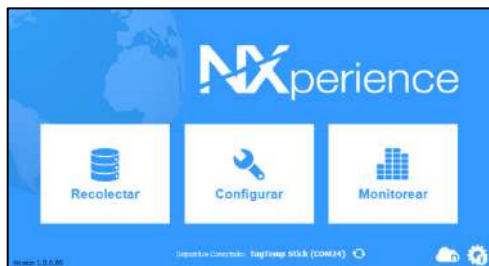 NXperience
Recolectar
Configurar
Monitorear
Dispositivo Conectado: TagTemp Stick (COM24)